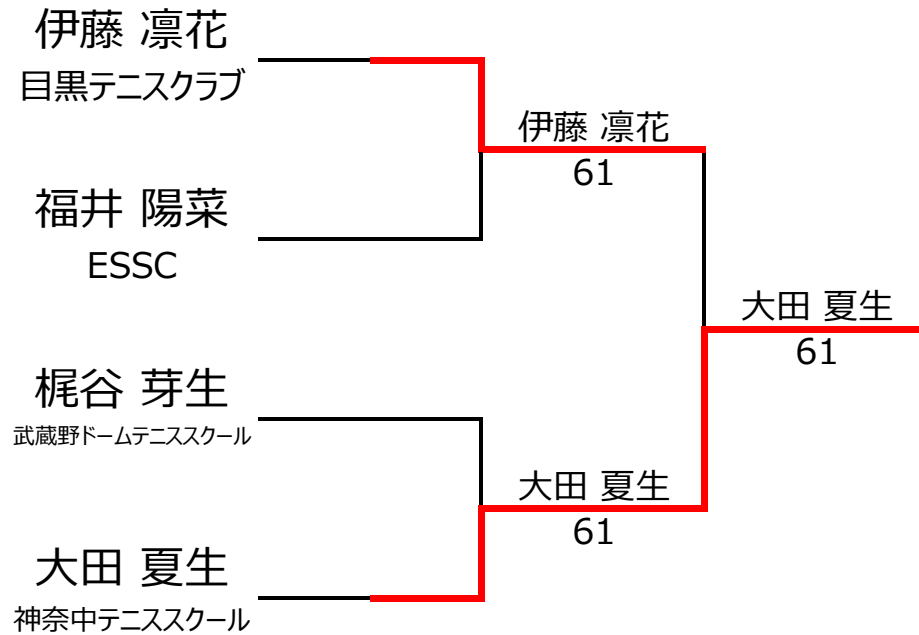 伊藤 凛花
目黒テニスクラブ
伊藤 凛花
61
福井 陽菜
ESSC
大田 夏生
61
梶谷 芽生
武蔵野ドームテニススクール
大田 夏生
61
大田 夏生
神奈中テニススクール